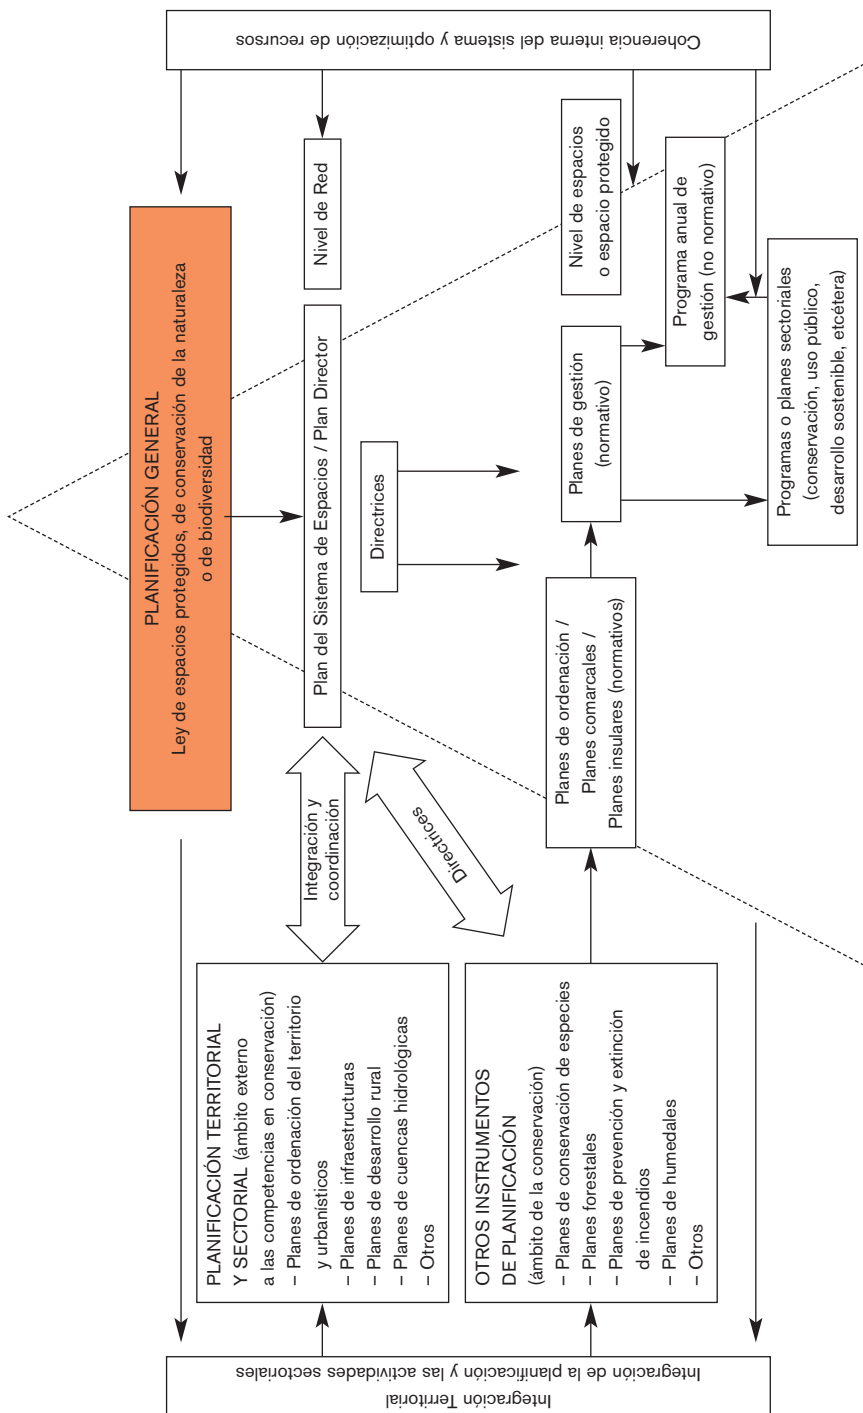 PLANIFICACIÓN GENERAL
Ley de espacios protegidos, de conservación de la naturaleza
o de biodiversidad
Integración Territorial
Integración de la planificación y las actividades sectoriales
PLANIFICACIÓN TERRITORIAL
Y SECTORIAL (ámbito externo
a las competencias en conservación)
– Planes de ordenación del territorio
y urbanísticos
– Planes de infraestructuras
– Planes de desarrollo rural
– Planes de cuencas hidrológicas
– Otros
Integración y
coordinación
Plan del Sistema de Espacios / Plan Director
Nivel de Red
Coherencia interna del sistema y optimización de recursos
Directrices
Directrices
OTROS INSTRUMENTOS
DE PLANIFICACIÓN
(ámbito de la conservación)
– Planes de conservación de especies
– Planes forestales
– Planes de prevención y extinción
de incendios
– Planes de humedales
– Otros
Planes de ordenación /
Planes comarcales /
Planes insulares (normativos)
Planes de gestión
(normativo)
Nivel de espacios
o espacio protegido
Programa anual de
gestión (no normativo)
Programas o planes sectoriales
(conservación, uso público,
desarrollo sostenible, etcétera)